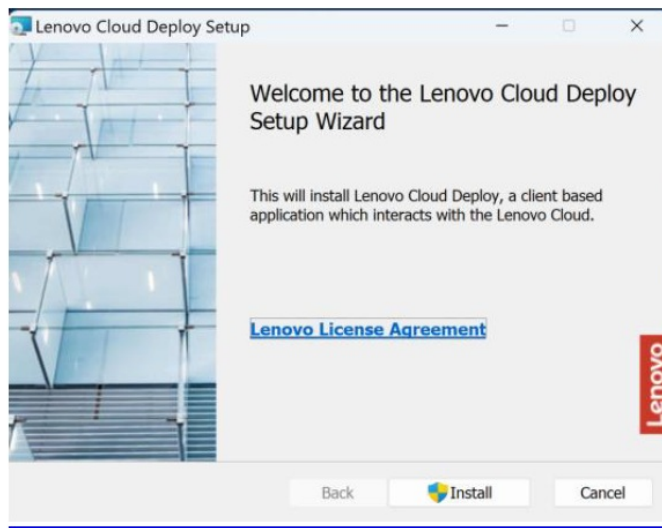 Lenovo Cloud Deploy Setup
Welcome to the Lenovo Cloud Deploy
Setup Wizard
This will install Lenovo Cloud Deploy, a client based
application which interacts with the Lenovo Cloud.
Lenovo License Agreement
Lenovo
Back
Install
Cancel